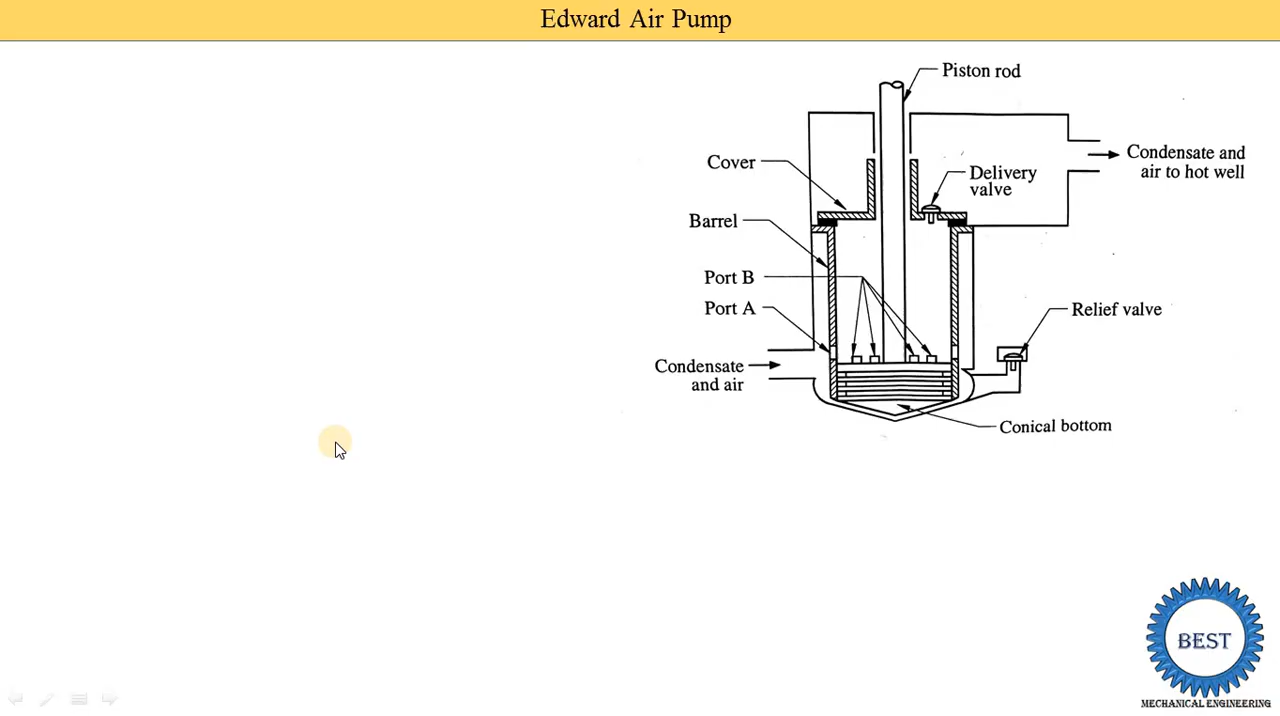 Edward Air Pump
Piston rod
Cover
Delivery
valve
Condensate and
air to hot well
Barrel
Port B
Port A
Relief valve
Condensate
and air
Conical bottom
BEST
MECHANICAL ENGINEERING